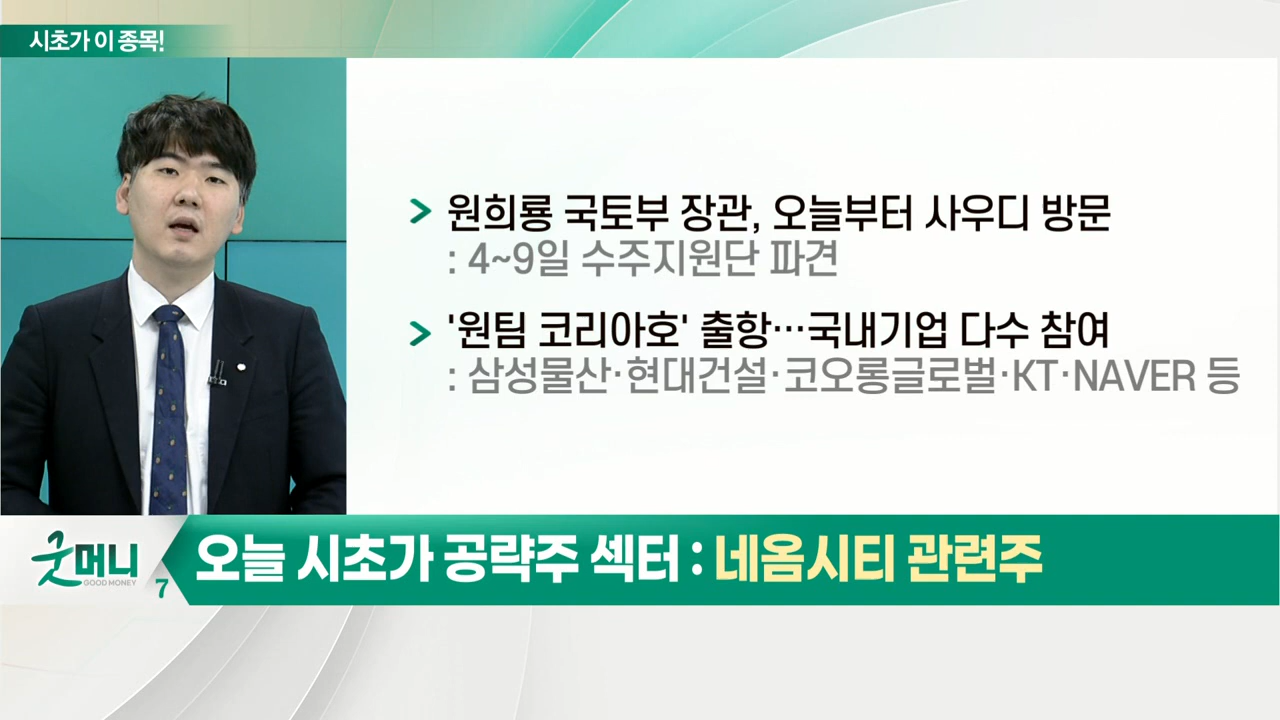 시초가 이 종목!
> 원희룡 국토부 장관, 오늘부터 사우디 방문
: 4~9일 수주지원단 파견
> '원팀 코리아호' 출항…국내기업 다수 참여
: 삼성물산·현대건설·코오롱글로벌·KT·NAVER 등
굿머니
GOOD MONEY
7
오늘 시초가 공략주 섹터 : 네옴시티 관련주